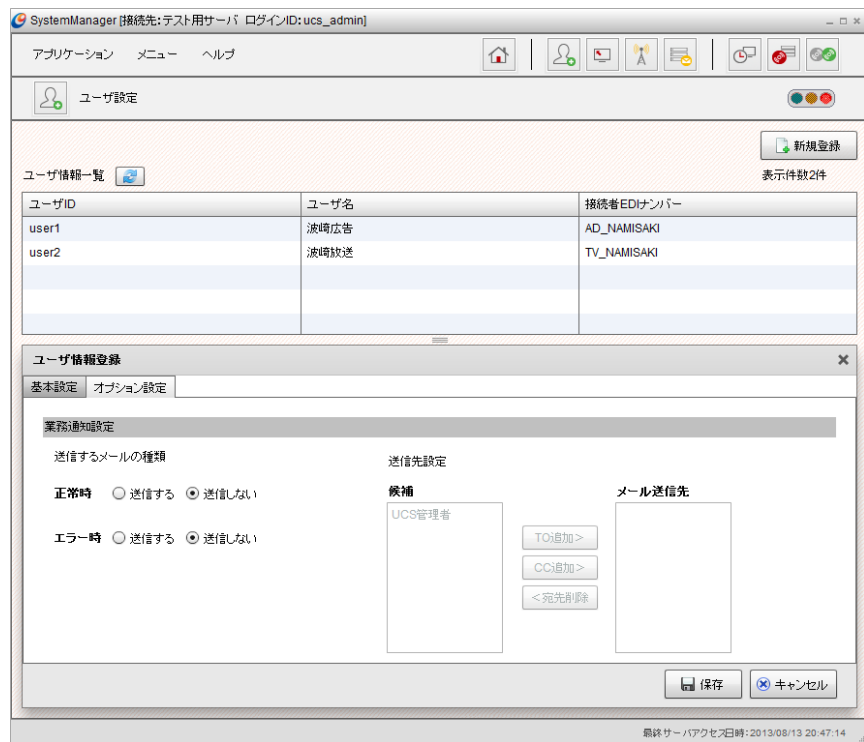 SystemManager [接続先:テスト用サーバ ログインID:ucs_admin]
アプリケーション メニュー ヘルプ
ユーザ設定
新規登録
ユーザ情報一覧 表示件数2件
ユーザID ユーザ名 接続者EDIナンバー
user1 波崎広告 AD_NAMISAKI
user2 波崎放送 TV_NAMISAKI
ユーザ情報登録
基本設定 オプション設定
業務通知設定
送信するメールの種類 送信先設定
候補 メール送信先
正常時 送信する 送信しない
UCS管理者
エラー時 送信する 送信しない
TO追加>
CC追加>
<宛先削除
保存 キャンセル
最終サーバアクセス日時:2013/08/13 20:47:14